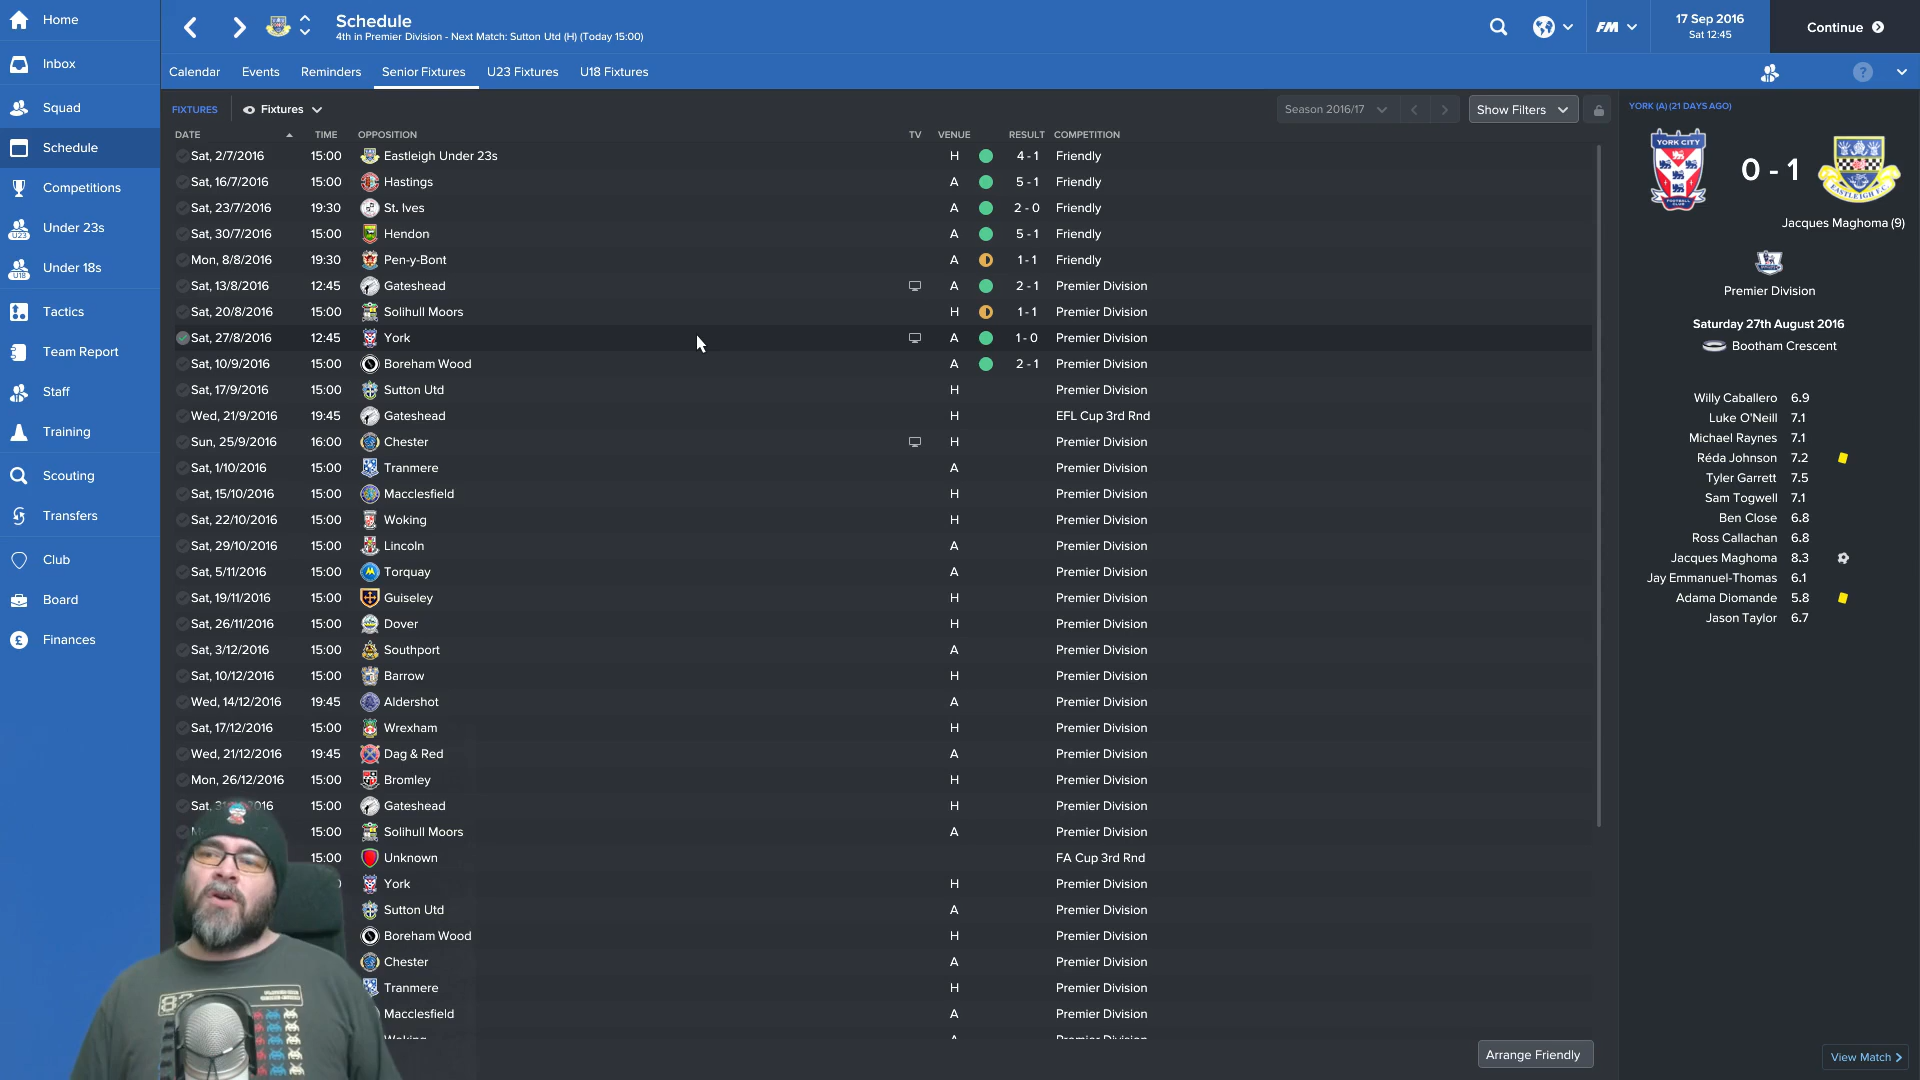 Home
Inbox
Squad
Schedule
Competitions
Under 23s
Under 18s
Tactics
Team Report
Staff
Training
Scouting
Transfers
Club
Board
Finances
Schedule
4th in Premier Division - Next Match: Sutton Utd (H) (Today 15:00)
FM
17 Sep 2016
Sat 12:45
Continue
Calendar Events Reminders Senior Fixtures U23 Fixtures U18 Fixtures
FIXTURES Fixtures Season 2016/17 Show Filters
DATE TIME OPPOSITION TV VENUE RESULT COMPETITION
Sat, 2/7/2016 15:00 Eastleigh Under 23s H 4 - 1 Friendly
Sat, 16/7/2016 15:00 Hastings A 5 - 1 Friendly
Sat, 23/7/2016 19:30 St. Ives A 2 - 0 Friendly
Sat, 30/7/2016 15:00 Hendon A 5 - 1 Friendly
Mon, 8/8/2016 19:30 Pen-y-Bont A 1 - 1 Friendly
Sat, 13/8/2016 12:45 Gateshead A 2 - 1 Premier Division
Sat, 20/8/2016 15:00 Solihull Moors H 1 - 1 Premier Division
Sat, 27/8/2016 12:45 York A 1 - 0 Premier Division
Sat, 10/9/2016 15:00 Boreham Wood A 2 - 1 Premier Division
Sat, 17/9/2016 15:00 Sutton Utd H Premier Division
Wed, 21/9/2016 19:45 Gateshead H EFL Cup 3rd Rnd
Sun, 25/9/2016 16:00 Chester H Premier Division
Sat, 1/10/2016 15:00 Tranmere A Premier Division
Sat, 15/10/2016 15:00 Macclesfield H Premier Division
Sat, 22/10/2016 15:00 Woking H Premier Division
Sat, 29/10/2016 15:00 Lincoln A Premier Division
Sat, 5/11/2016 15:00 Torquay A Premier Division
Sat, 19/11/2016 15:00 Guiseley H Premier Division
Sat, 26/11/2016 15:00 Dover H Premier Division
Sat, 3/12/2016 15:00 Southport A Premier Division
Sat, 10/12/2016 15:00 Barrow H Premier Division
Wed, 14/12/2016 19:45 Aldershot A Premier Division
Sat, 17/12/2016 15:00 Wrexham H Premier Division
Wed, 21/12/2016 19:45 Dag & Red A Premier Division
Mon, 26/12/2016 15:00 Bromley H Premier Division
Sat, 15:00 Gateshead H Premier Division
15:00 Solihull Moors A Premier Division
15:00 Unknown FA Cup 3rd Rnd
York H Premier Division
Sutton Utd A Premier Division
Boreham Wood H Premier Division
Chester A Premier Division
Tranmere H Premier Division
Macclesfield A Premier Division
Arrange Friendly
YORK (A) (21 DAYS AGO)
YORK CITY
FOOTBALL CLUB
0 - 1
EASTLEIGH F.C.
Jacques Maghoma (9)
Premier Division
Saturday 27th August 2016
Bootham Crescent
Willy Caballero 6.9
Luke O'Neill 7.1
Michael Raynes 7.1
Réda Johnson 7.2
Tyler Garrett 7.5
Sam Togwell 7.1
Ben Close 6.8
Ross Callachan 6.8
Jacques Maghoma 8.3
Jay Emmanuel-Thomas 6.1
Adama Diomande 5.8
Jason Taylor 6.7
View Match